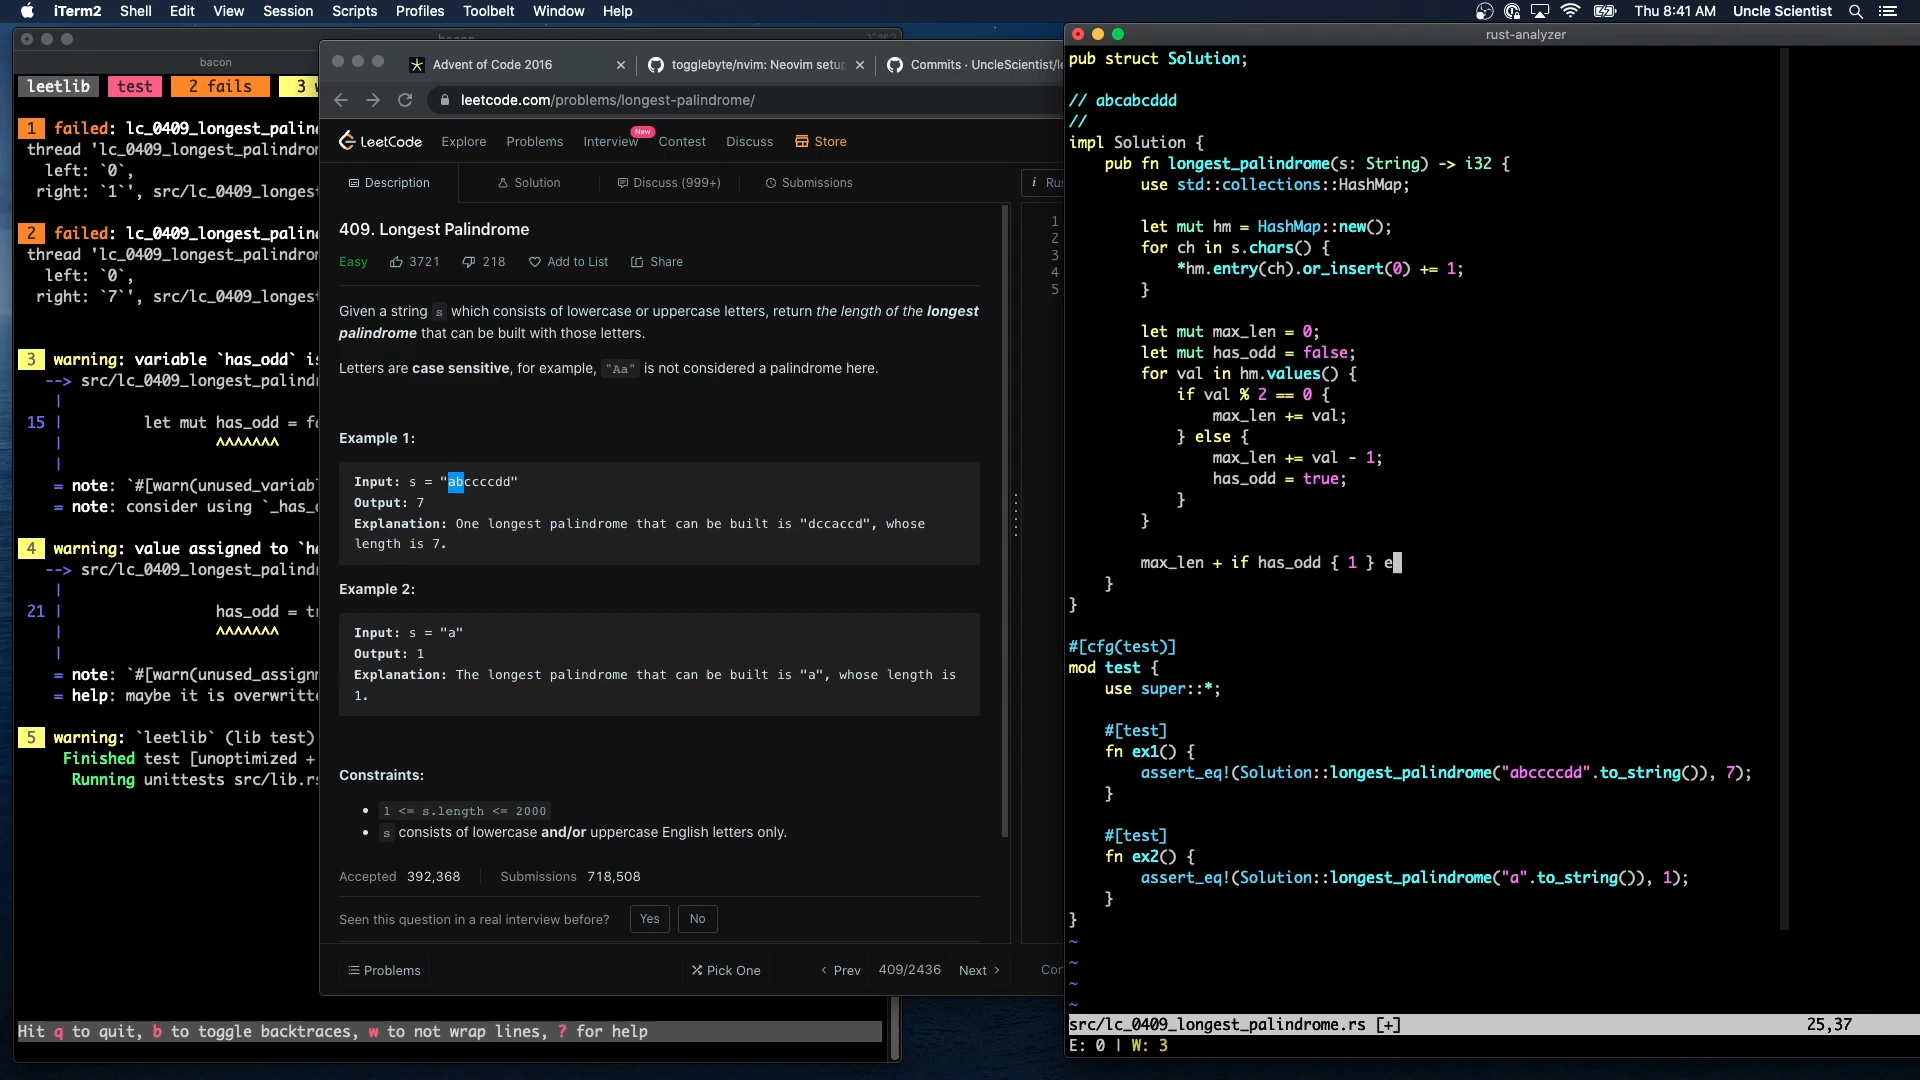 iTerm2 Shell Edit View Session Scripts Profiles Toolbelt Window Help Thu 8:41 AM Uncle Scientist
bacon
leetlib test 2 fails 3
1 failed: lc_0409_longest_palin
thread 'lc_0409_longest_palindro
left: `0`,
right: `1`', src/lc_0409_longest
2 failed: lc_0409_longest_palin
thread 'lc_0409_longest_palindro
left: `0`,
right: `7`', src/lc_0409_longest
3 warning: variable `has_odd` i
--> src/lc_0409_longest_palind
|
15 | let mut has_odd = f
| ^^^^^^^
|
= note: `#[warn(unused_variab
= note: consider using `_has_
4 warning: value assigned to `h
--> src/lc_0409_longest_palind
|
21 | has_odd = t
| ^^^^^^^
|
= note: `#[warn(unused_assig
= help: maybe it is overwritt
5 warning: `leetlib` (lib test)
Finished test [unoptimized +
Running unittests src/lib.r
Hit q to quit, b to toggle backtraces, w to not wrap lines, ? for help
Advent of Code 2016
togglebyte/nvim: Neovim setup
Commits · UncleScientist/le
leetcode.com/problems/longest-palindrome/
LeetCode Explore Problems Interview New Contest Discuss Store
Description Solution Discuss (999+) Submissions
i Rus
1
2
3
4
5
409. Longest Palindrome
Easy 3721 218 Add to List Share
Given a string s which consists of lowercase or uppercase letters, return the length of the longest
palindrome that can be built with those letters.
Letters are case sensitive, for example, "Aa" is not considered a palindrome here.
Example 1:
Input: s = "abccccdd"
Output: 7
Explanation: One longest palindrome that can be built is "dccaccd", whose
length is 7.
Example 2:
Input: s = "a"
Output: 1
Explanation: The longest palindrome that can be built is "a", whose length is
1.
Constraints:
• 1 <= s.length <= 2000
• s consists of lowercase and/or uppercase English letters only.
Accepted 392,368 Submissions 718,508
Seen this question in a real interview before? Yes No
Problems Pick One Prev 409/2436 Next Con
rust-analyzer
pub struct Solution;
// abcabcddd
//
impl Solution {
pub fn longest_palindrome(s: String) -> i32 {
use std::collections::HashMap;
let mut hm = HashMap::new();
for ch in s.chars() {
*hm.entry(ch).or_insert(0) += 1;
}
let mut max_len = 0;
let mut has_odd = false;
for val in hm.values() {
if val % 2 == 0 {
max_len += val;
} else {
max_len += val - 1;
has_odd = true;
}
}
max_len + if has_odd { 1 } e
}
}
#[cfg(test)]
mod test {
use super::*;
#[test]
fn ex1() {
assert_eq!(Solution::longest_palindrome("abccccdd".to_string()), 7);
}
#[test]
fn ex2() {
assert_eq!(Solution::longest_palindrome("a".to_string()), 1);
}
}
~
~
~
~
src/lc_0409_longest_palindrome.rs [+] 25,37
E: 0 | W: 3